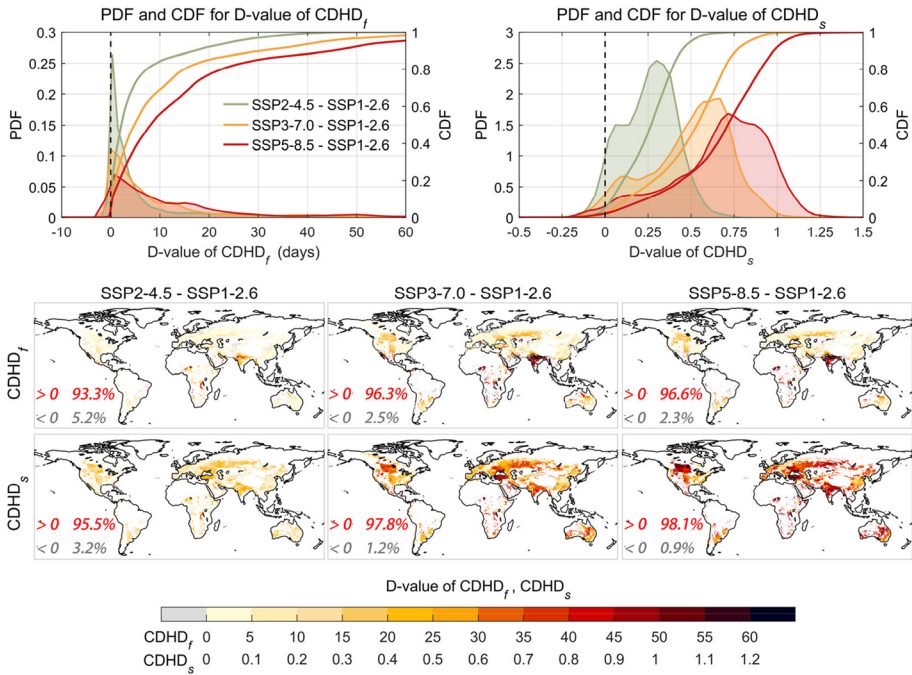 PDF and CDF for D-value of CDHD_f
0.3
0.25
0.2
0.15
0.1
0.05
0
PDF
1
0.8
0.6
0.4
0.2
0
CDF
SSP2-4.5 - SSP1-2.6
SSP3-7.0 - SSP1-2.6
SSP5-8.5 - SSP1-2.6
-10 0 10 20 30 40 50 60
D-value of CDHD_f (days)
PDF and CDF for D-value of CDHD_s
3
2.5
2
1.5
1
0.5
0
PDF
1
0.8
0.6
0.4
0.2
0
CDF
-0.5 -0.25 0 0.25 0.5 0.75 1 1.25 1.5
D-value of CDHD_s
SSP2-4.5 - SSP1-2.6 SSP3-7.0 - SSP1-2.6 SSP5-8.5 - SSP1-2.6
CDHD_f
> 0 93.3% > 0 96.3% > 0 96.6%
< 0 5.2% < 0 2.5% < 0 2.3%
CDHD_s
> 0 95.5% > 0 97.8% > 0 98.1%
< 0 3.2% < 0 1.2% < 0 0.9%
D-value of CDHD_f , CDHD_s
CDHD_f 0 5 10 15 20 25 30 35 40 45 50 55 60
CDHD_s 0 0.1 0.2 0.3 0.4 0.5 0.6 0.7 0.8 0.9 1 1.1 1.2